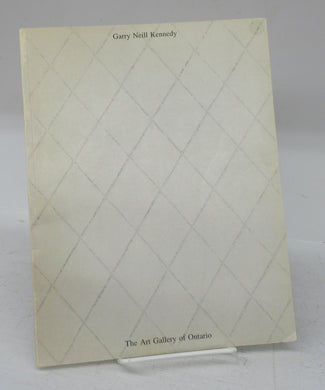 Garry Neill Kennedy
The Art Gallery of Ontario